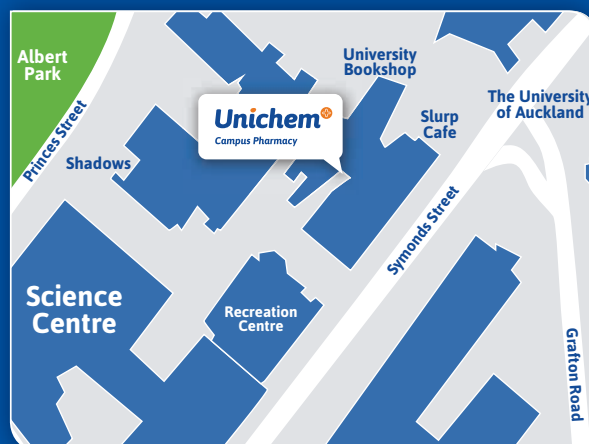 Albert
Park
Princes Street
Shadows
Unichem
Campus Pharmacy
University
Bookshop
Slurp
Cafe
The University
of Auckland
Symonds Street
Science
Centre
Recreation
Centre
Grafton Road